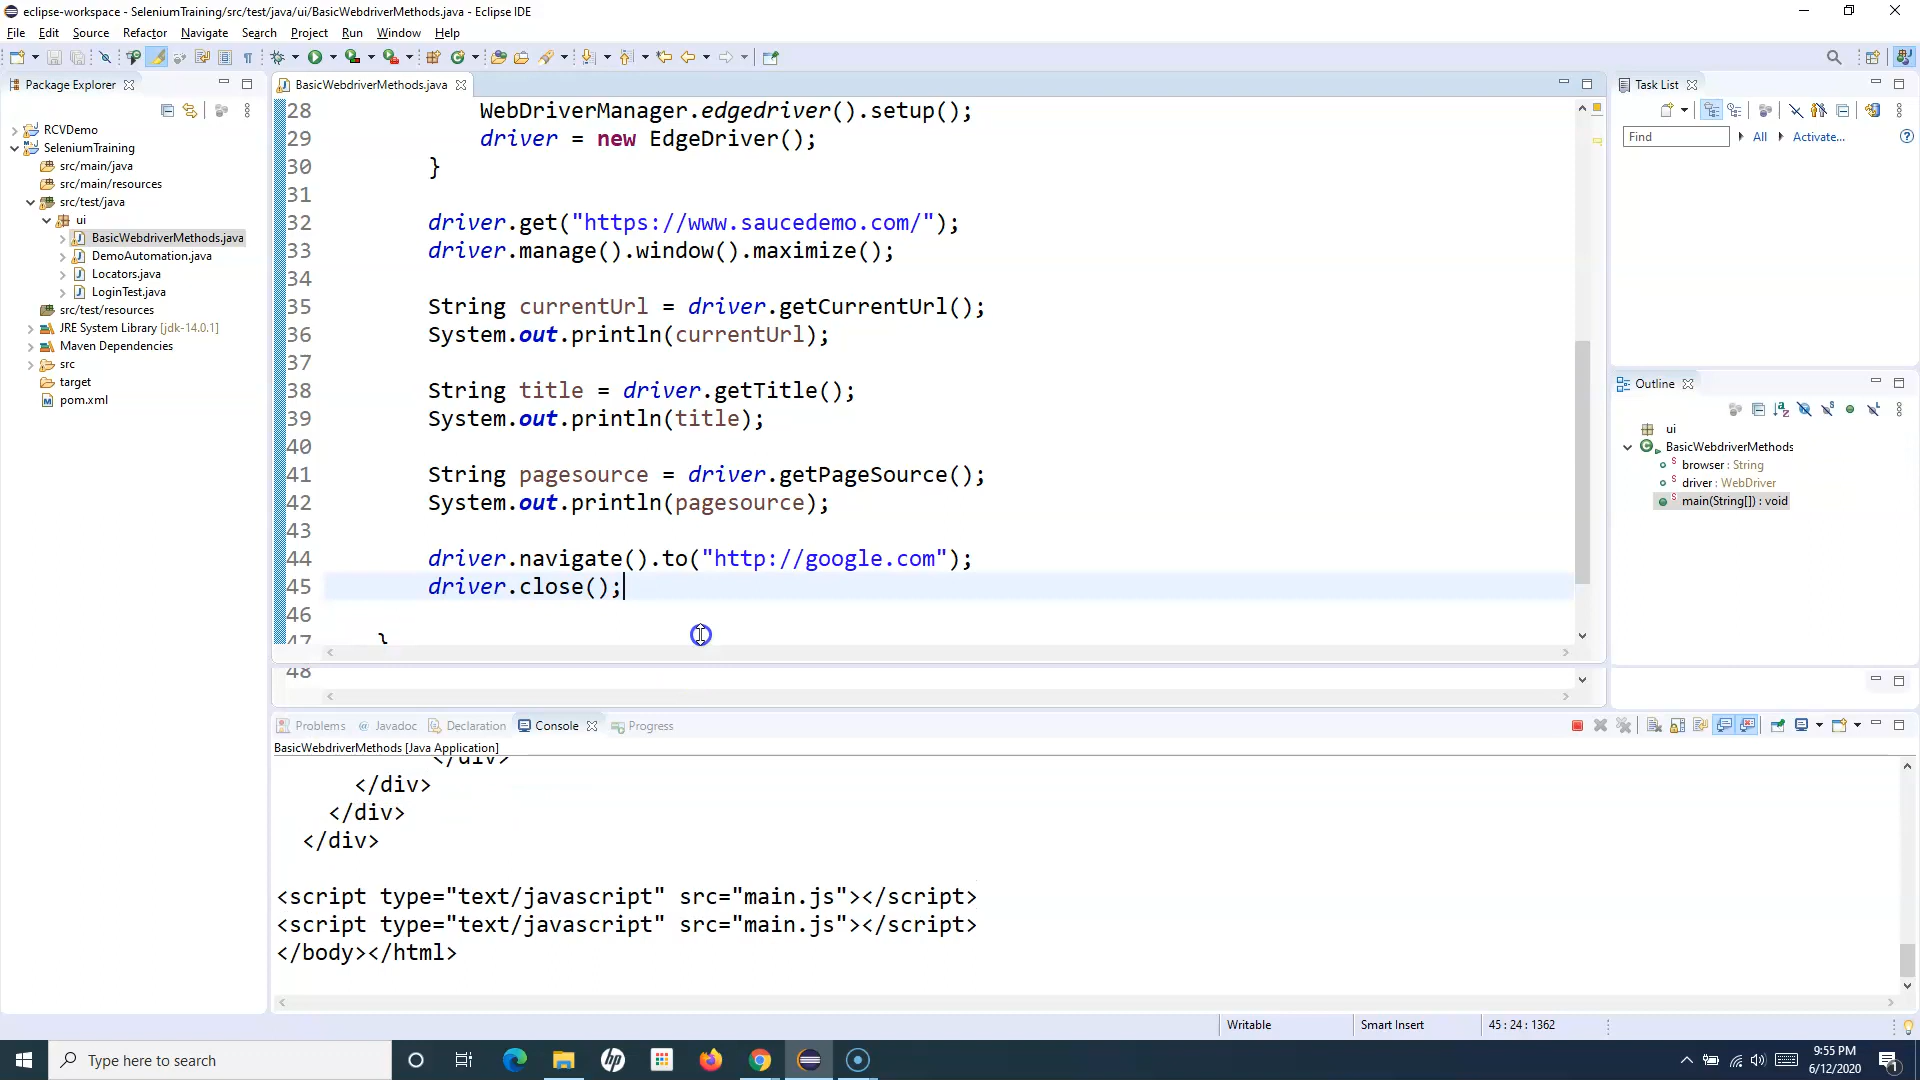 eclipse-workspace - SeleniumTraining/src/test/java/ui/BasicWebdriverMethods.java - Eclipse IDE
File Edit Source Refactor Navigate Search Project Run Window Help
Package Explorer
RCVDemo
SeleniumTraining
src/main/java
src/main/resources
src/test/java
ui
BasicWebdriverMethods.java
DemoAutomation.java
Locators.java
LoginTest.java
src/test/resources
JRE System Library [jdk-14.0.1]
Maven Dependencies
src
target
pom.xml
BasicWebdriverMethods.java
28 WebDriverManager.edgedriver().setup();
29 driver = new EdgeDriver();
30 }
31
32 driver.get("https://www.saucedemo.com/");
33 driver.manage().window().maximize();
34
35 String currentUrl = driver.getCurrentUrl();
36 System.out.println(currentUrl);
37
38 String title = driver.getTitle();
39 System.out.println(title);
40
41 String pagesource = driver.getPageSource();
42 System.out.println(pagesource);
43
44 driver.navigate().to("http://google.com");
45 driver.close();
46
47 }
48
Task List
Find All Activate...
Outline
ui
BasicWebdriverMethods
browser : String
driver : WebDriver
main(String[]) : void
Problems Javadoc Declaration Console Progress
BasicWebdriverMethods [Java Application]
</div>
</div>
</div>
</div>
<script type="text/javascript" src="main.js"></script>
<script type="text/javascript" src="main.js"></script>
</body></html>
Writable Smart Insert 45 : 24 : 1362
Type here to search
9:55 PM
6/12/2020